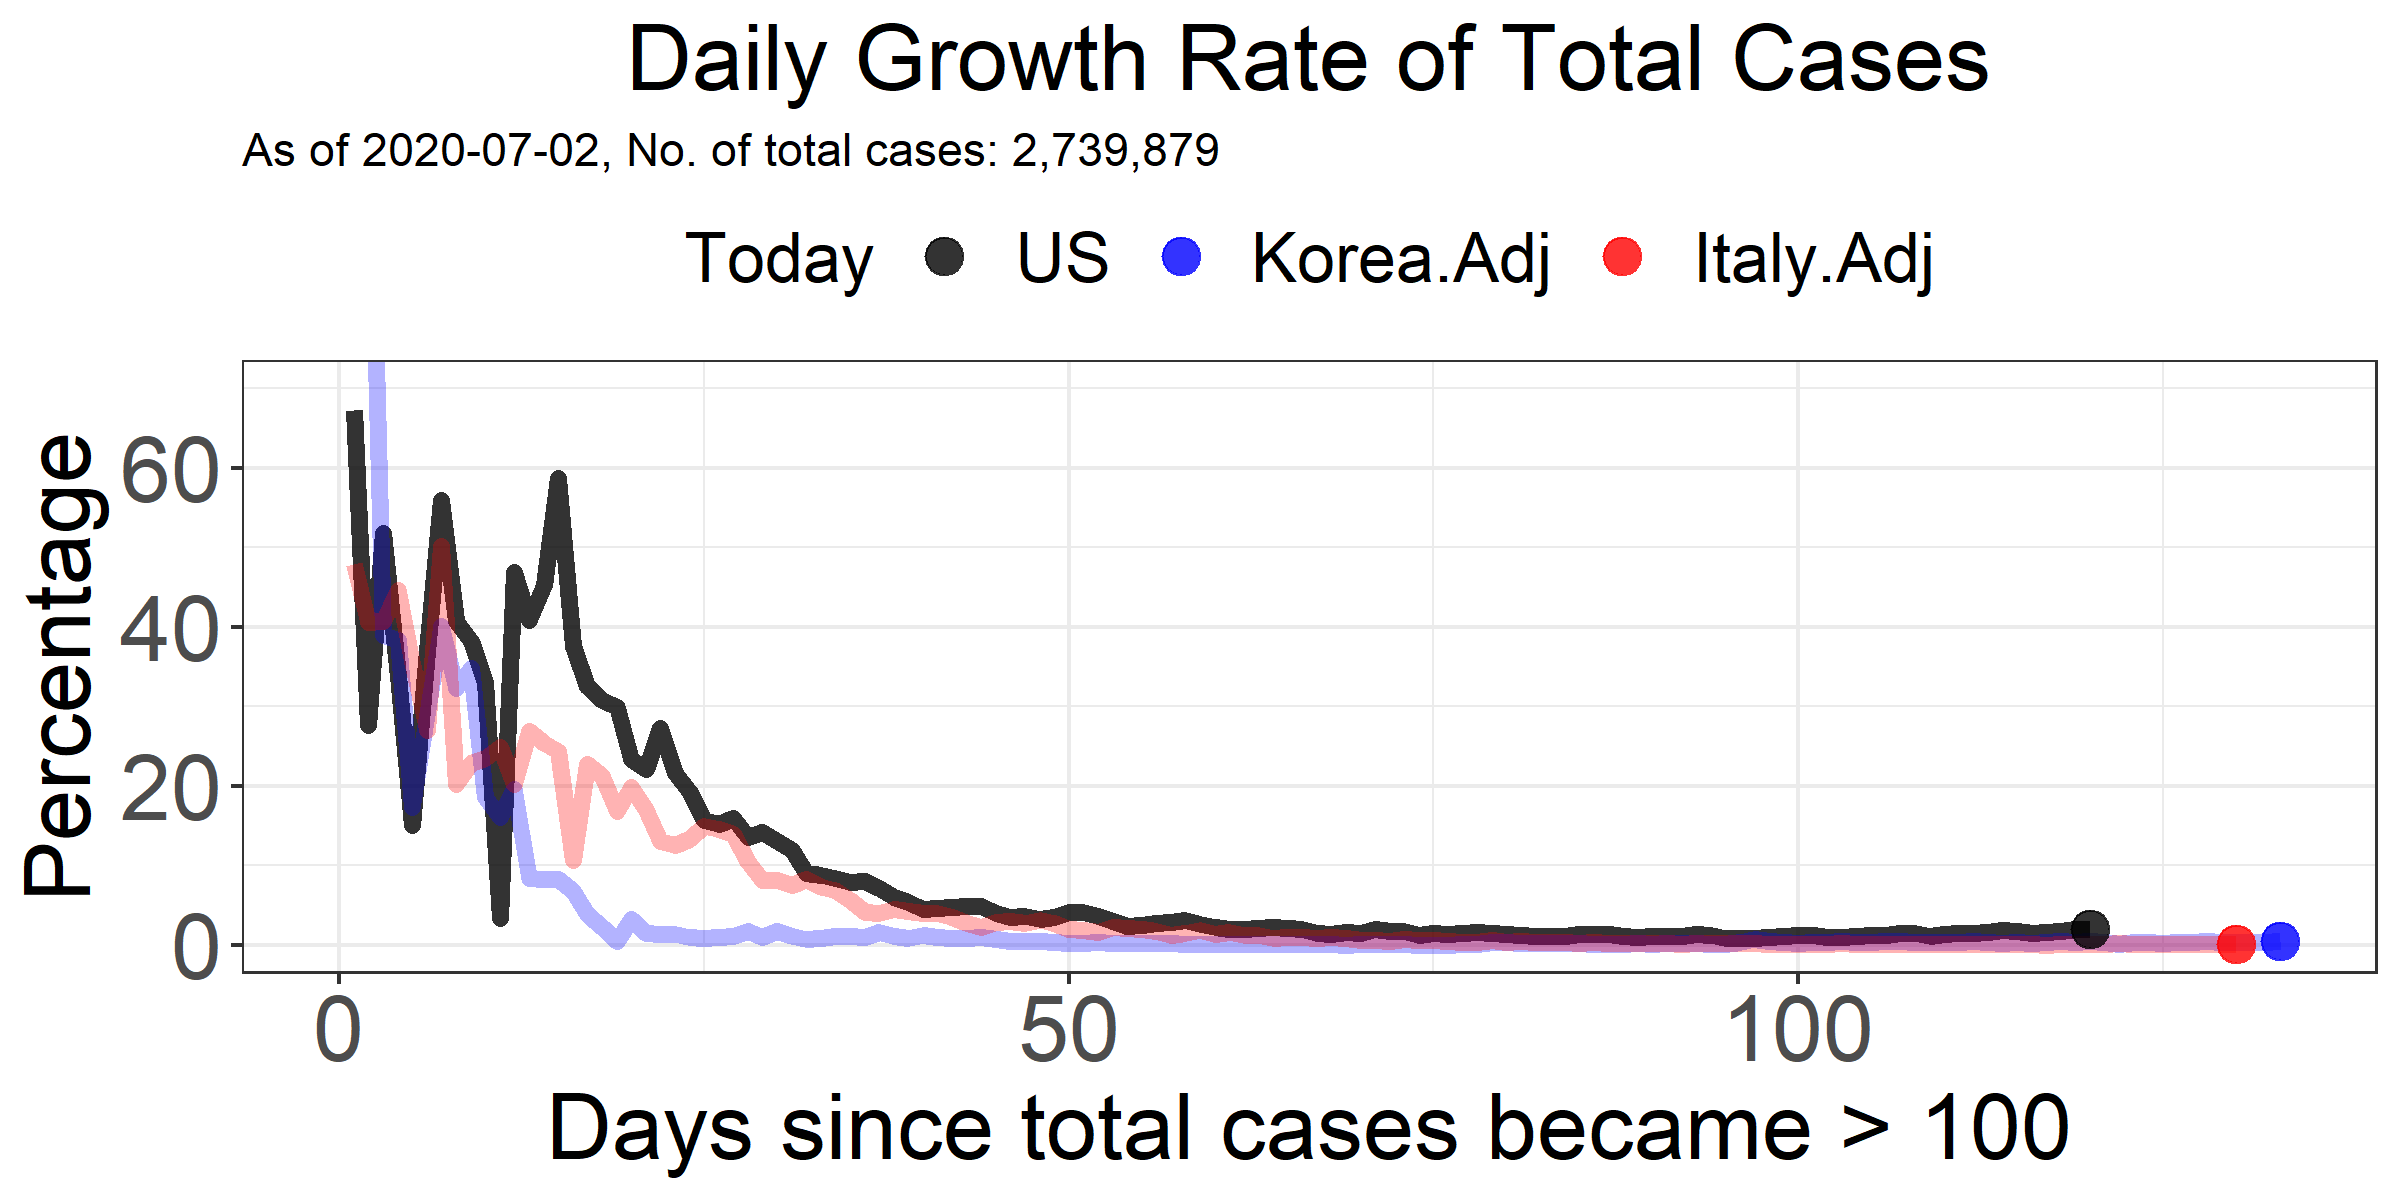 Daily Growth Rate of Total Cases
As of 2020-07-02, No. of total cases: 2,739,879
Today US Korea.Adj Italy.Adj
Percentage
60
40
20
0
0 50 100
Days since total cases became > 100